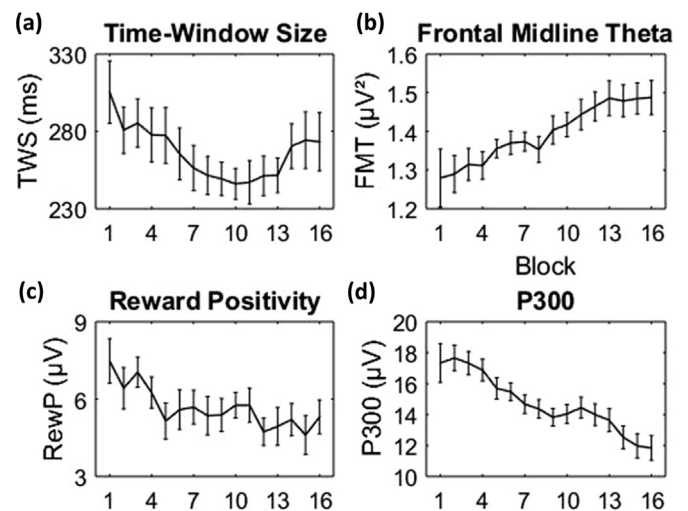 (a) Time-Window Size
TWS (ms)
330
280
230
1 4 7 10 13 16
(b) Frontal Midline Theta
FMT (µV²)
1.6
1.5
1.4
1.3
1.2
1 4 7 10 13 16
Block
(c) Reward Positivity
RewP (µV)
9
6
3
1 4 7 10 13 16
(d) P300
P300 (µV)
20
18
16
14
12
10
1 4 7 10 13 16